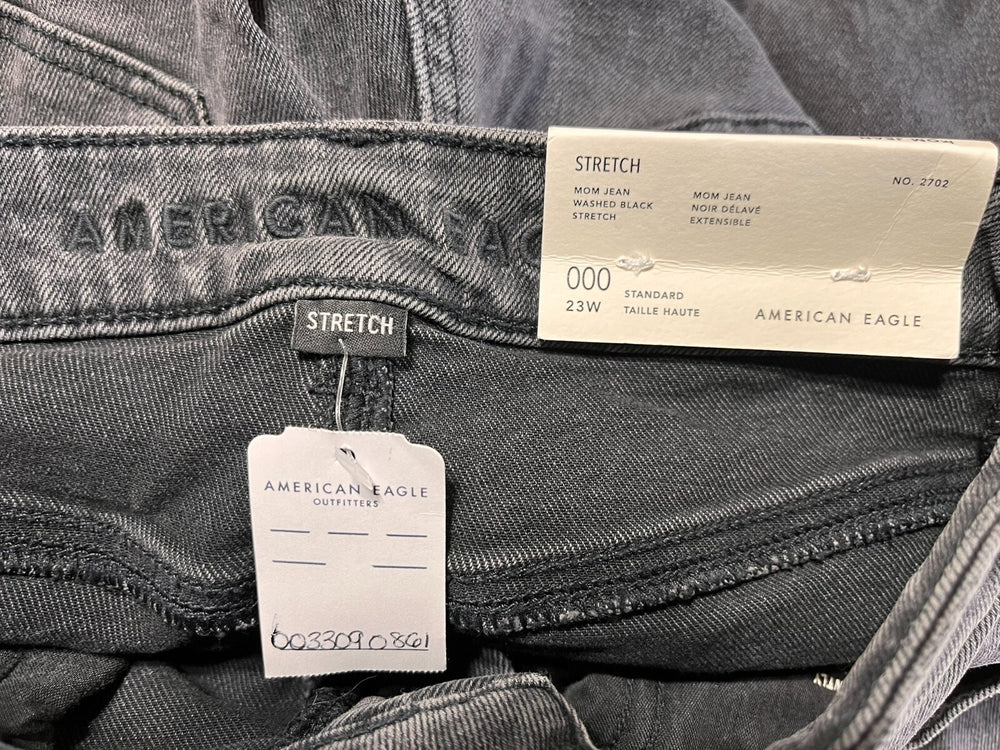 AMERICAN EAG
STRETCH
NO. 2702
MOM JEAN
WASHED BLACK
STRETCH
MOM JEAN
NOIR DÉLAVÉ
EXTENSIBLE
000
23W
STANDARD
TAILLE HAUTE
AMERICAN EAGLE
STRETCH
AMERICAN EAGLE
OUTFITTERS
0033090861